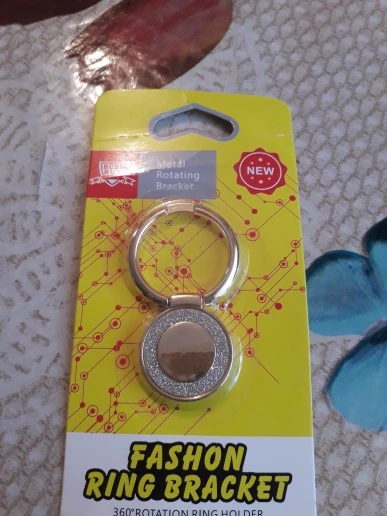 Metal
Rotating
Bracket
NEW
FASHON
RING BRACKET
360°ROTATION RING HOLDER